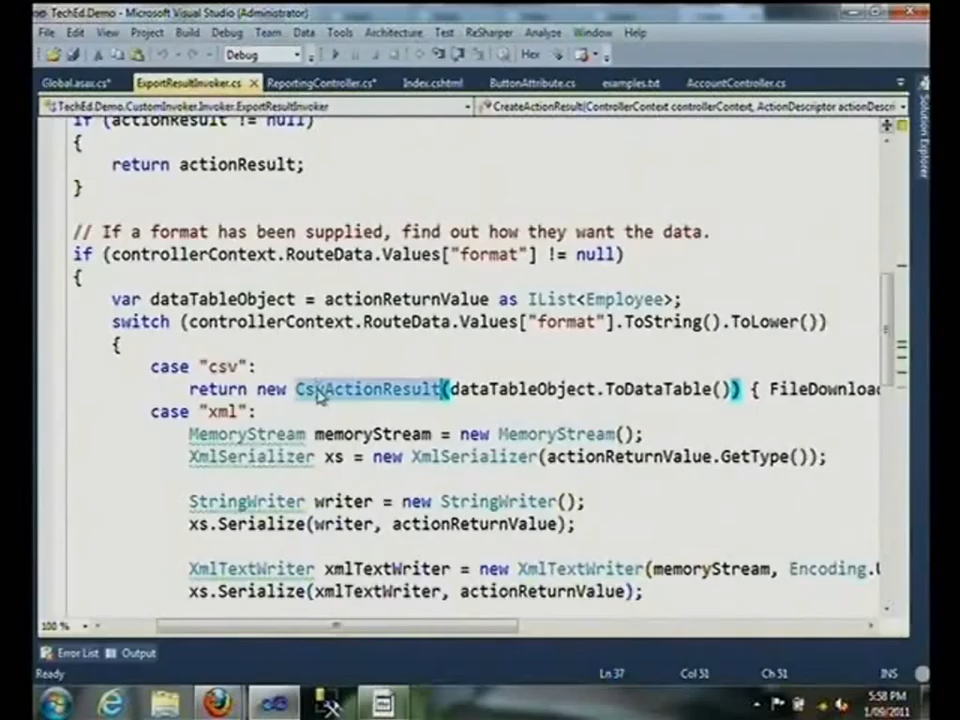 TechEd.Demo - Microsoft Visual Studio (Administrator)
File Edit View Project Build Debug Team Data Tools Architecture Test ReSharper Analyze Window Help
Debug Hex
Global.asax.cs* ExportResultInvoker.cs ReportingController.cs* Index.cshtml ButtonAttribute.cs examples.txt AccountController.cs
TechEd.Demo.CustomInvoker.Invoker.ExportResultInvoker CreateActionResult(ControllerContext controllerContext, ActionDescriptor actionDescri
Solution Explorer
if (actionResult != null)
{
return actionResult;
}
// If a format has been supplied, find out how they want the data.
if (controllerContext.RouteData.Values["format"] != null)
{
var dataTableObject = actionReturnValue as IList<Employee>;
switch (controllerContext.RouteData.Values["format"].ToString().ToLower())
{
case "csv":
return new CsvActionResult(dataTableObject.ToDataTable()) { FileDownload
case "xml":
MemoryStream memoryStream = new MemoryStream();
XmlSerializer xs = new XmlSerializer(actionReturnValue.GetType());
StringWriter writer = new StringWriter();
xs.Serialize(writer, actionReturnValue);
XmlTextWriter xmlTextWriter = new XmlTextWriter(memoryStream, Encoding.U
xs.Serialize(xmlTextWriter, actionReturnValue);
100 %
Error List Output
Ready Ln 37 Col 51 Ch 51 INS
5:58 PM
1/09/2011